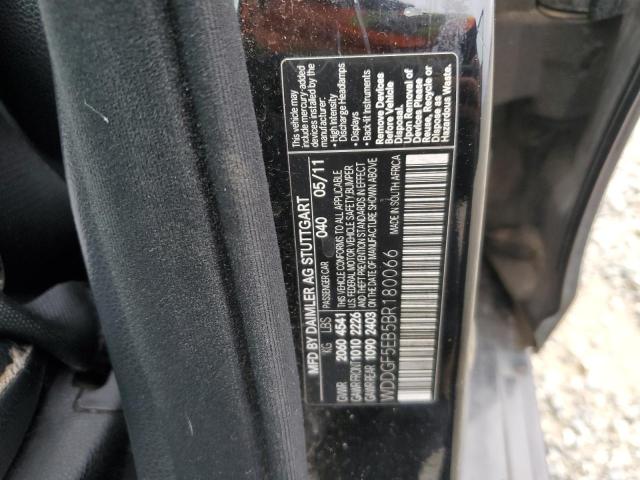 MFD BY DAIMLER AG STUTTGART
PASSENGER CAR 040 05/11
KG LBS
GVWR 2060 4541
GAWR FRONT 1010 2226
GAWR REAR 1090 2403
THIS VEHICLE CONFORMS TO ALL APPLICABLE
U.S. FEDERAL MOTOR VEHICLE SAFETY, BUMPER
AND THEFT PREVENTION STANDARDS IN EFFECT
ON THE DATE OF MANUFACTURE SHOWN ABOVE
MADE IN SOUTH AFRICA
WDDGF5EB5BR180066
This vehicle may
include mercury-added
devices installed by the
manufacturer:
• High Intensity
Discharge Headlamps
• Displays
• Back-lit Instruments
Remove Devices
Before Vehicle
Disposal.
Upon Removal of
Devices Please
Reuse, Recycle or
Dispose as
Hazardous Waste.